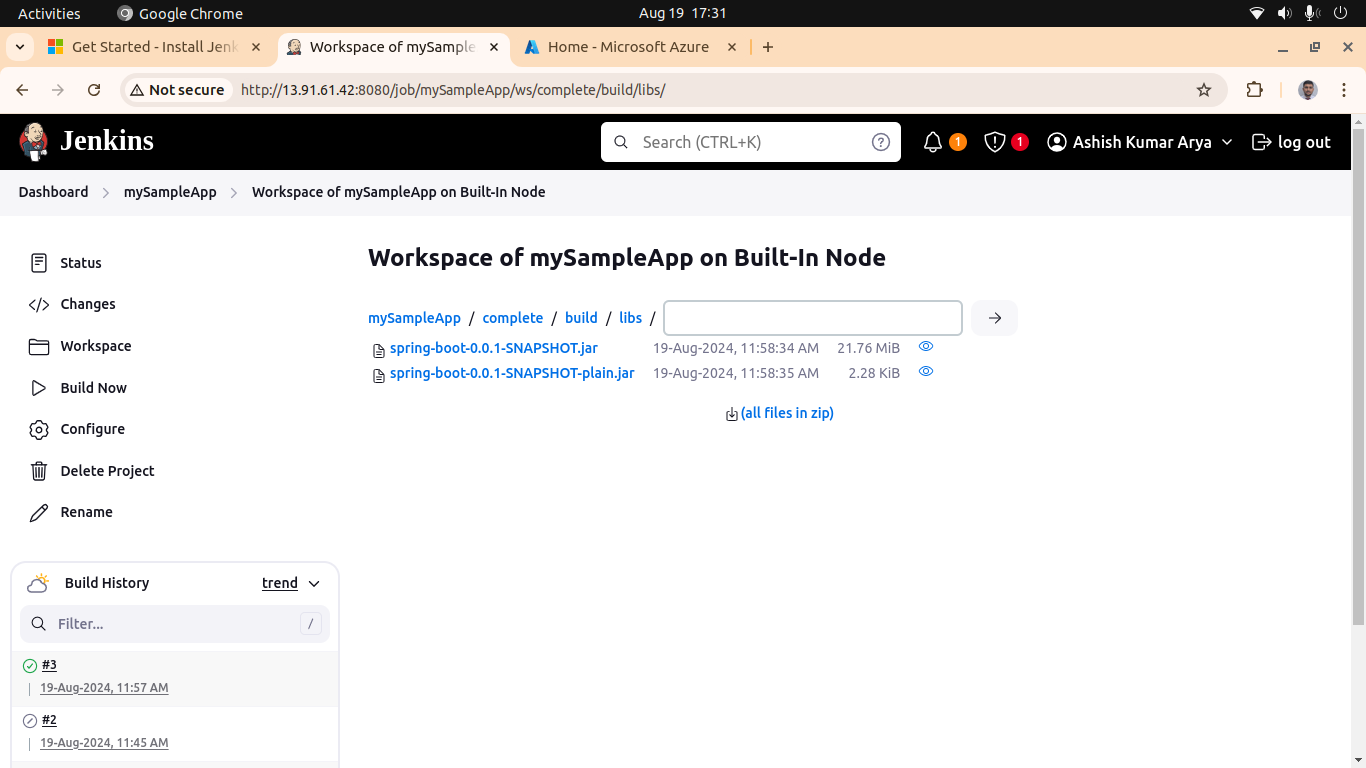 Activities Google Chrome Aug 19 17:31
Get Started - Install Jenk Workspace of mySample Home - Microsoft Azure
Not secure http://13.91.61.42:8080/job/mySampleApp/ws/complete/build/libs/
Jenkins Search (CTRL+K) 1 1 Ashish Kumar Arya log out
Dashboard mySampleApp Workspace of mySampleApp on Built-In Node
Status
Changes
Workspace
Build Now
Configure
Delete Project
Rename
Workspace of mySampleApp on Built-In Node
mySampleApp / complete / build / libs /
spring-boot-0.0.1-SNAPSHOT.jar 19-Aug-2024, 11:58:34 AM 21.76 MiB
spring-boot-0.0.1-SNAPSHOT-plain.jar 19-Aug-2024, 11:58:35 AM 2.28 KiB
(all files in zip)
Build History trend
Filter... /
#3
19-Aug-2024, 11:57 AM
#2
19-Aug-2024, 11:45 AM